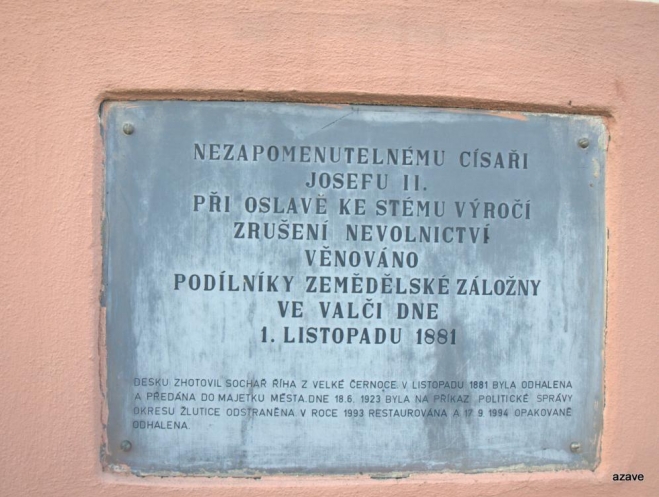 NEZAPOMENUTELNÉMU CÍSAŘI
JOSEFU II.
PŘI OSLAVĚ KE STÉMU VÝROČÍ
ZRUŠENÍ NEVOLNICTVÍ
VĚNOVÁNO
PODÍLNÍKY ZEMĚDĚLSKÉ ZÁLOŽNY
VE VALČI DNE
1. LISTOPADU 1881
DESKU ZHOTOVIL SOCHAŘ ŘÍHA Z VELKÉ ČERNOCE V LISTOPADU 1881 BYLA ODHALENA
A PŘEDÁNA DO MAJETKU MĚSTA.DNE 18.6. 1923 BYLA NA PŘÍKAZ POLITICKÉ SPRÁVY
OKRESU ŽLUTICE ODSTRANĚNA V ROCE 1993 RESTAUROVÁNA A 17.9 1994 OPAKOVANĚ
ODHALENA.
azave